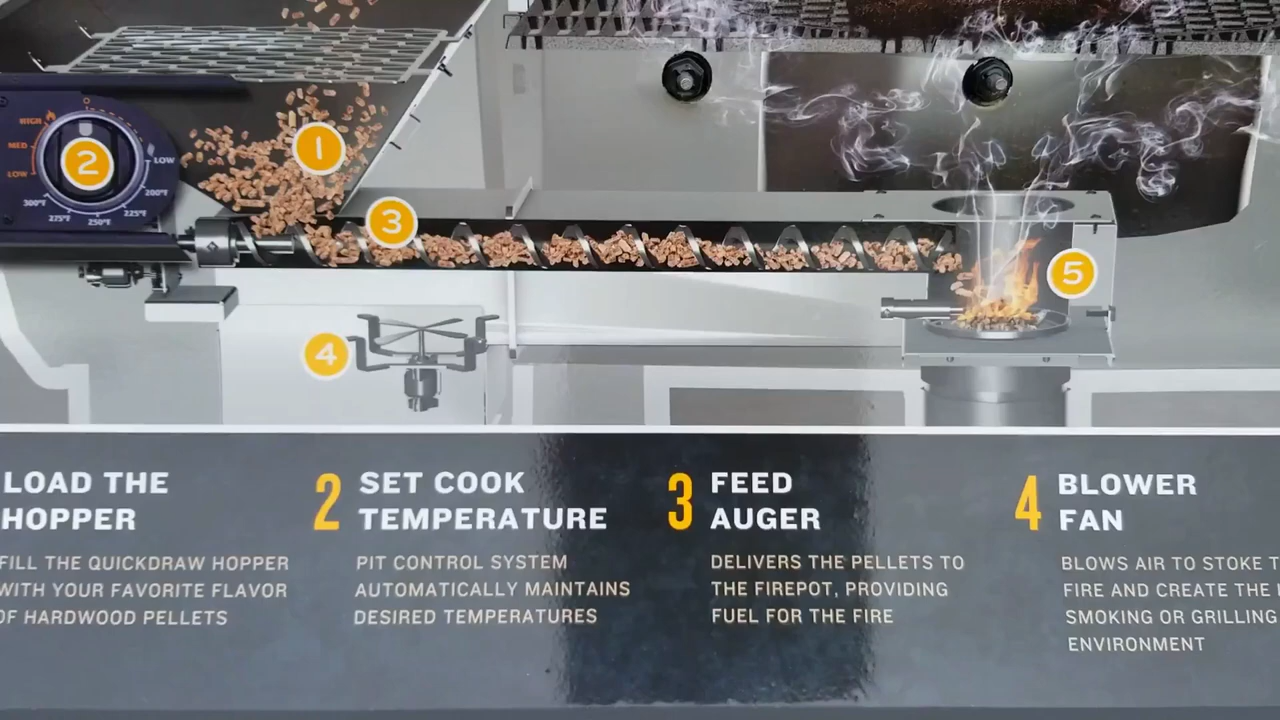 1
2
HIGH
MED
LOW
LOW
200°F
225°F
250°F
275°F
300°F
3
4
5
LOAD THE
HOPPER
FILL THE QUICKDRAW HOPPER
WITH YOUR FAVORITE FLAVOR
OF HARDWOOD PELLETS
2 SET COOK
TEMPERATURE
PIT CONTROL SYSTEM
AUTOMATICALLY MAINTAINS
DESIRED TEMPERATURES
3 FEED
AUGER
DELIVERS THE PELLETS TO
THE FIREPOT, PROVIDING
FUEL FOR THE FIRE
4 BLOWER
FAN
BLOWS AIR TO STOKE
FIRE AND CREATE THE
SMOKING OR GRILLING
ENVIRONMENT